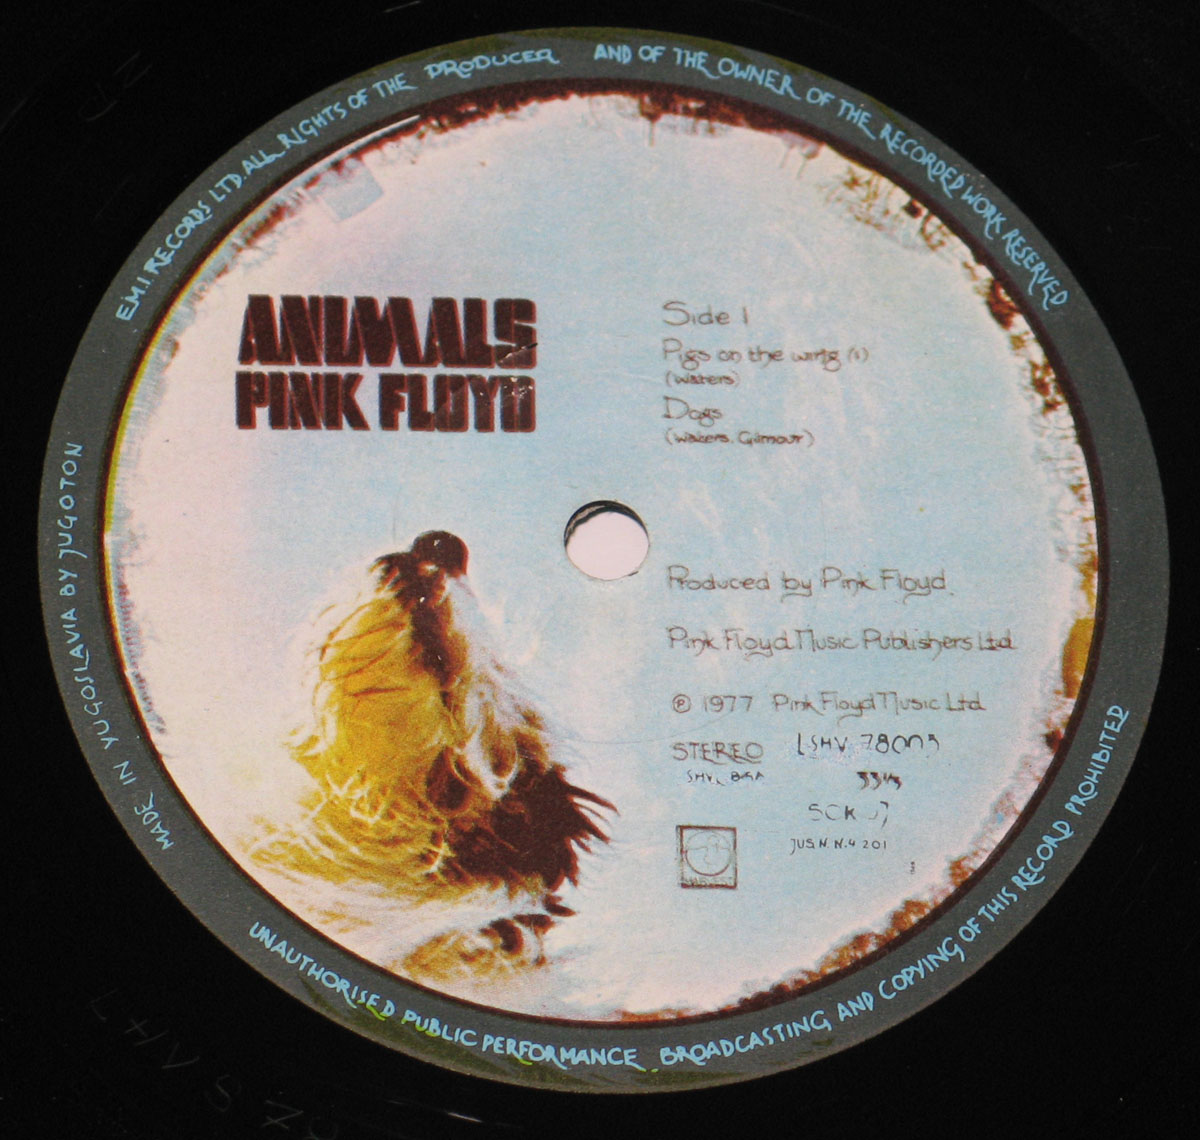 E.M.I. RECORDS LTD. ALL RIGHTS OF THE PRODUCER AND OF THE OWNER OF THE RECORDED WORK RESERVED
ANIMALS
PINK FLOYD
Side 1
Pigs on the wing (1)
(Waters)
Dogs
(Waters. Gilmour)
Produced by Pink Floyd.
Pink Floyd Music Publishers Ltd
℗ 1977 Pink Floyd Music Ltd
STEREO LSHV 78003
33⅓
SOKOJ
JUS. N. N.4 201
HARVEST
UNAUTHORISED PUBLIC PERFORMANCE. BROADCASTING AND COPYING OF THIS RECORD PROHIBITED
MADE IN YUGOSLAVIA BY JUGOTON